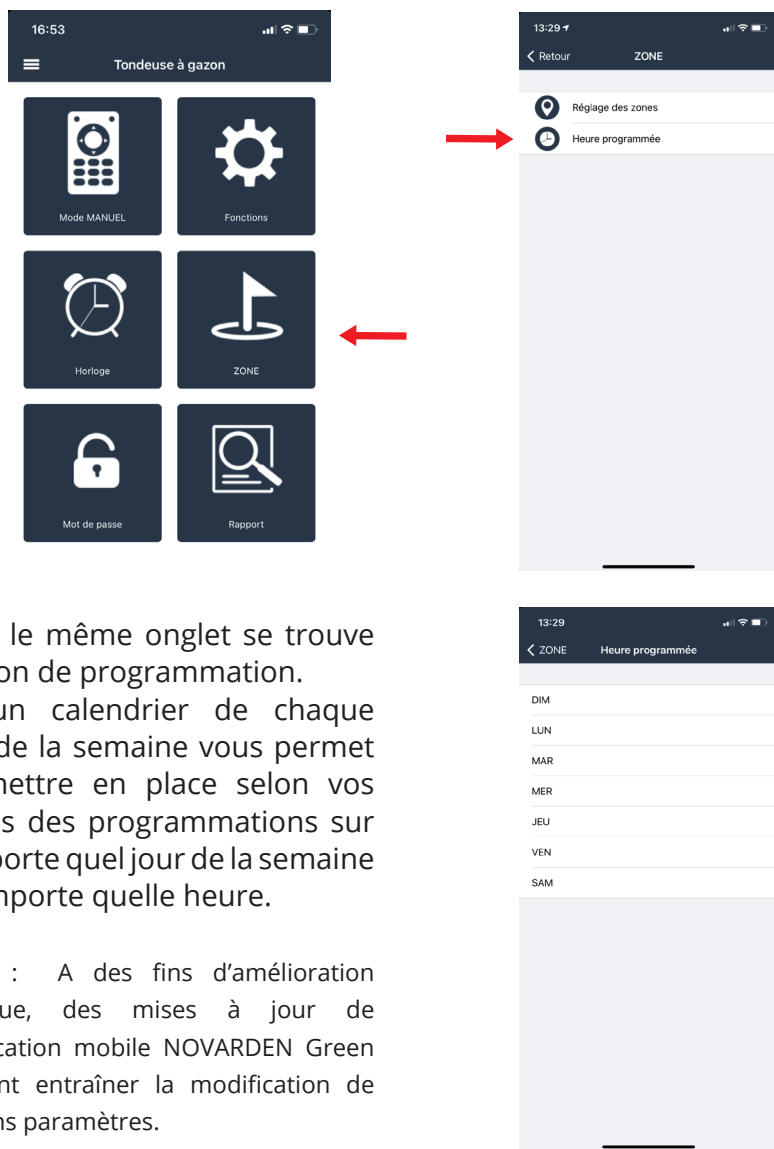 16:53
Tondeuse à gazon
Mode MANUEL
Fonctions
Horloge
ZONE
Mot de passe
Rapport
13:29
Retour ZONE
Réglage des zones
Heure programmée
le même onglet se trouve
on de programmation.
un calendrier de chaque
de la semaine vous permet
mettre en place selon vos
s des programmations sur
porte quel jour de la semaine
mporte quelle heure.
: A des fins d’amélioration
ue, des mises à jour de
cation mobile NOVARDEN Green
nt entraîner la modification de
ns paramètres.
13:29
ZONE Heure programmée
DIM
LUN
MAR
MER
JEU
VEN
SAM